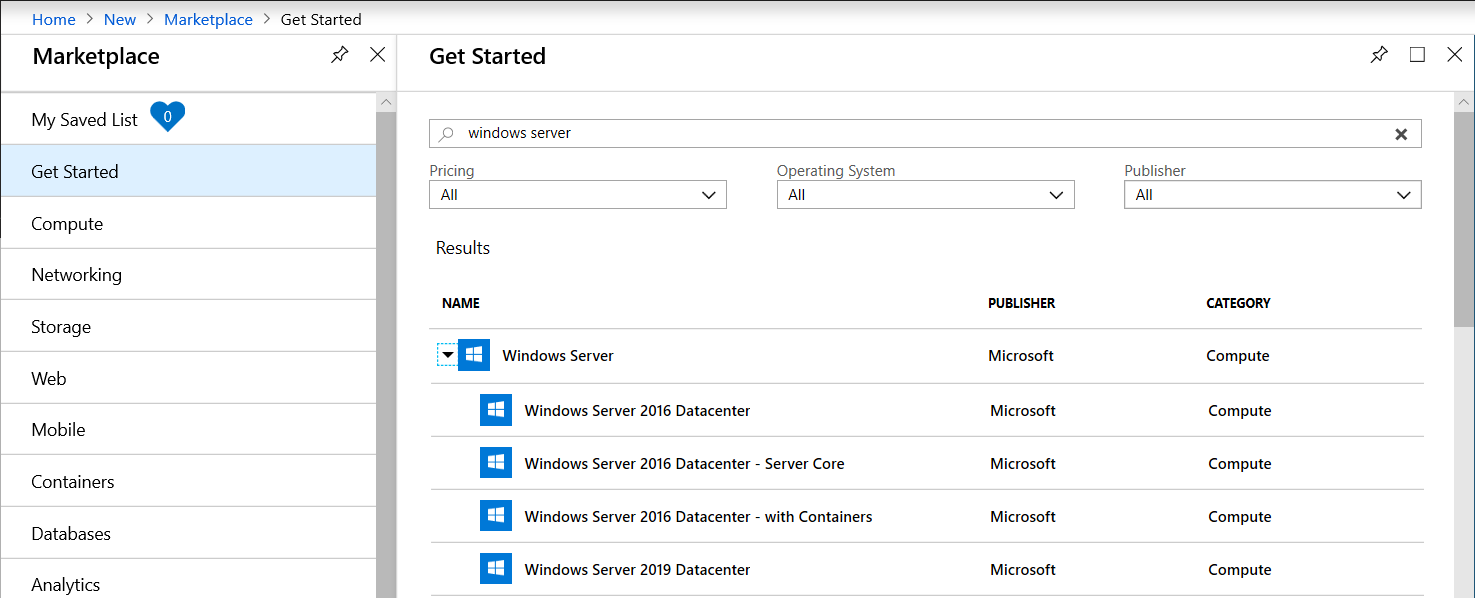 Home > New > Marketplace > Get Started
Marketplace
My Saved List 0
Get Started
Compute
Networking
Storage
Web
Mobile
Containers
Databases
Analytics
Get Started
windows server
Pricing Operating System Publisher
All All All
Results
NAME PUBLISHER CATEGORY
Windows Server Microsoft Compute
Windows Server 2016 Datacenter Microsoft Compute
Windows Server 2016 Datacenter - Server Core Microsoft Compute
Windows Server 2016 Datacenter - with Containers Microsoft Compute
Windows Server 2019 Datacenter Microsoft Compute